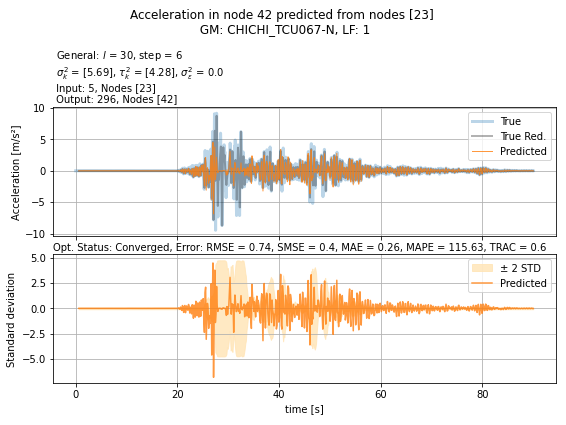 Acceleration in node 42 predicted from nodes [23]
GM: CHICHI_TCU067-N, LF: 1
General: l = 30, step = 6
σ²ₖ = [5.69], τ²ₖ = [4.28], σ²ε = 0.0
Input: 5, Nodes [23]
Output: 296, Nodes [42]
Acceleration [m/s²]
10
5
0
−5
−10
True
True Red.
Predicted
Opt. Status: Converged, Error: RMSE = 0.74, SMSE = 0.4, MAE = 0.26, MAPE = 115.63, TRAC = 0.6
Standard deviation
5.0
2.5
0.0
−2.5
−5.0
± 2 STD
Predicted
0 20 40 60 80
time [s]